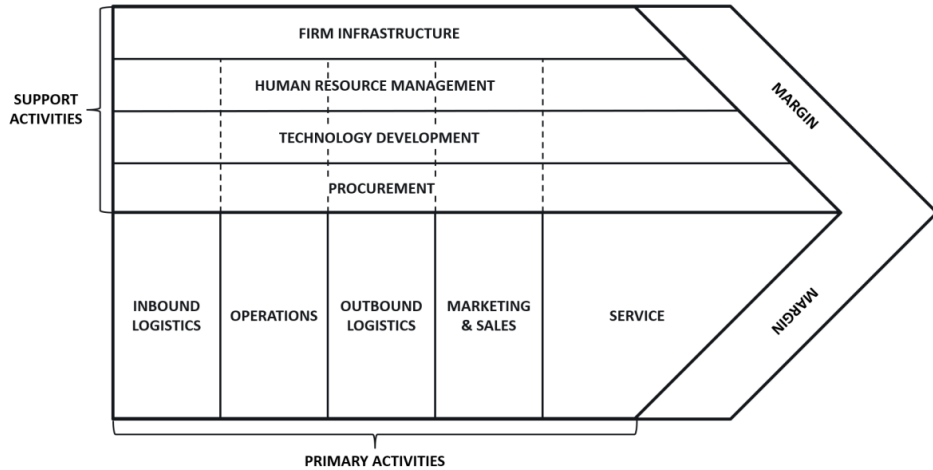 FIRM INFRASTRUCTURE
HUMAN RESOURCE MANAGEMENT
TECHNOLOGY DEVELOPMENT
PROCUREMENT
SUPPORT
ACTIVITIES
MARGIN
INBOUND
LOGISTICS
OPERATIONS
OUTBOUND
LOGISTICS
MARKETING
& SALES
SERVICE
MARGIN
PRIMARY ACTIVITIES